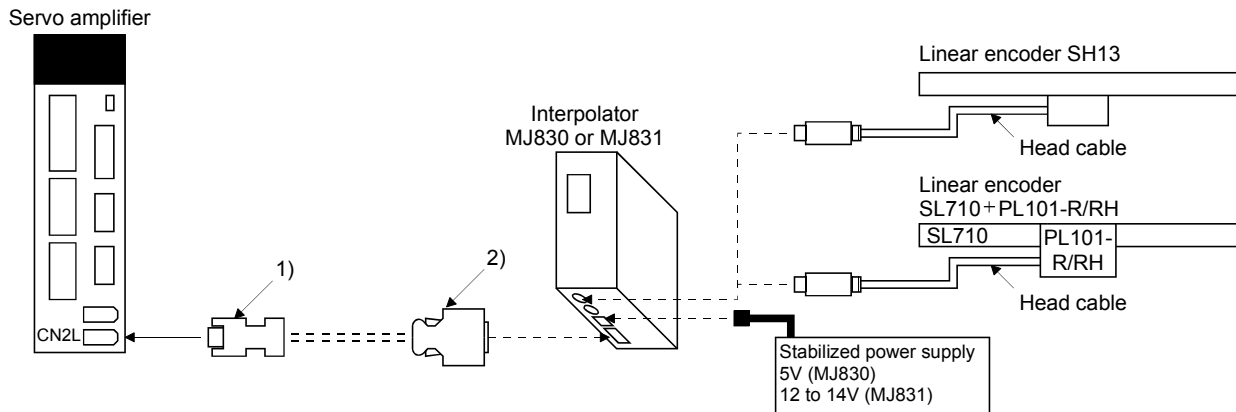 Servo amplifier
CN2L
1)
2)
Interpolator
MJ830 or MJ831
Linear encoder SH13
Head cable
Linear encoder
SL710+PL101-R/RH
SL710
PL101-
R/RH
Head cable
Stabilized power supply
5V (MJ830)
12 to 14V (MJ831)